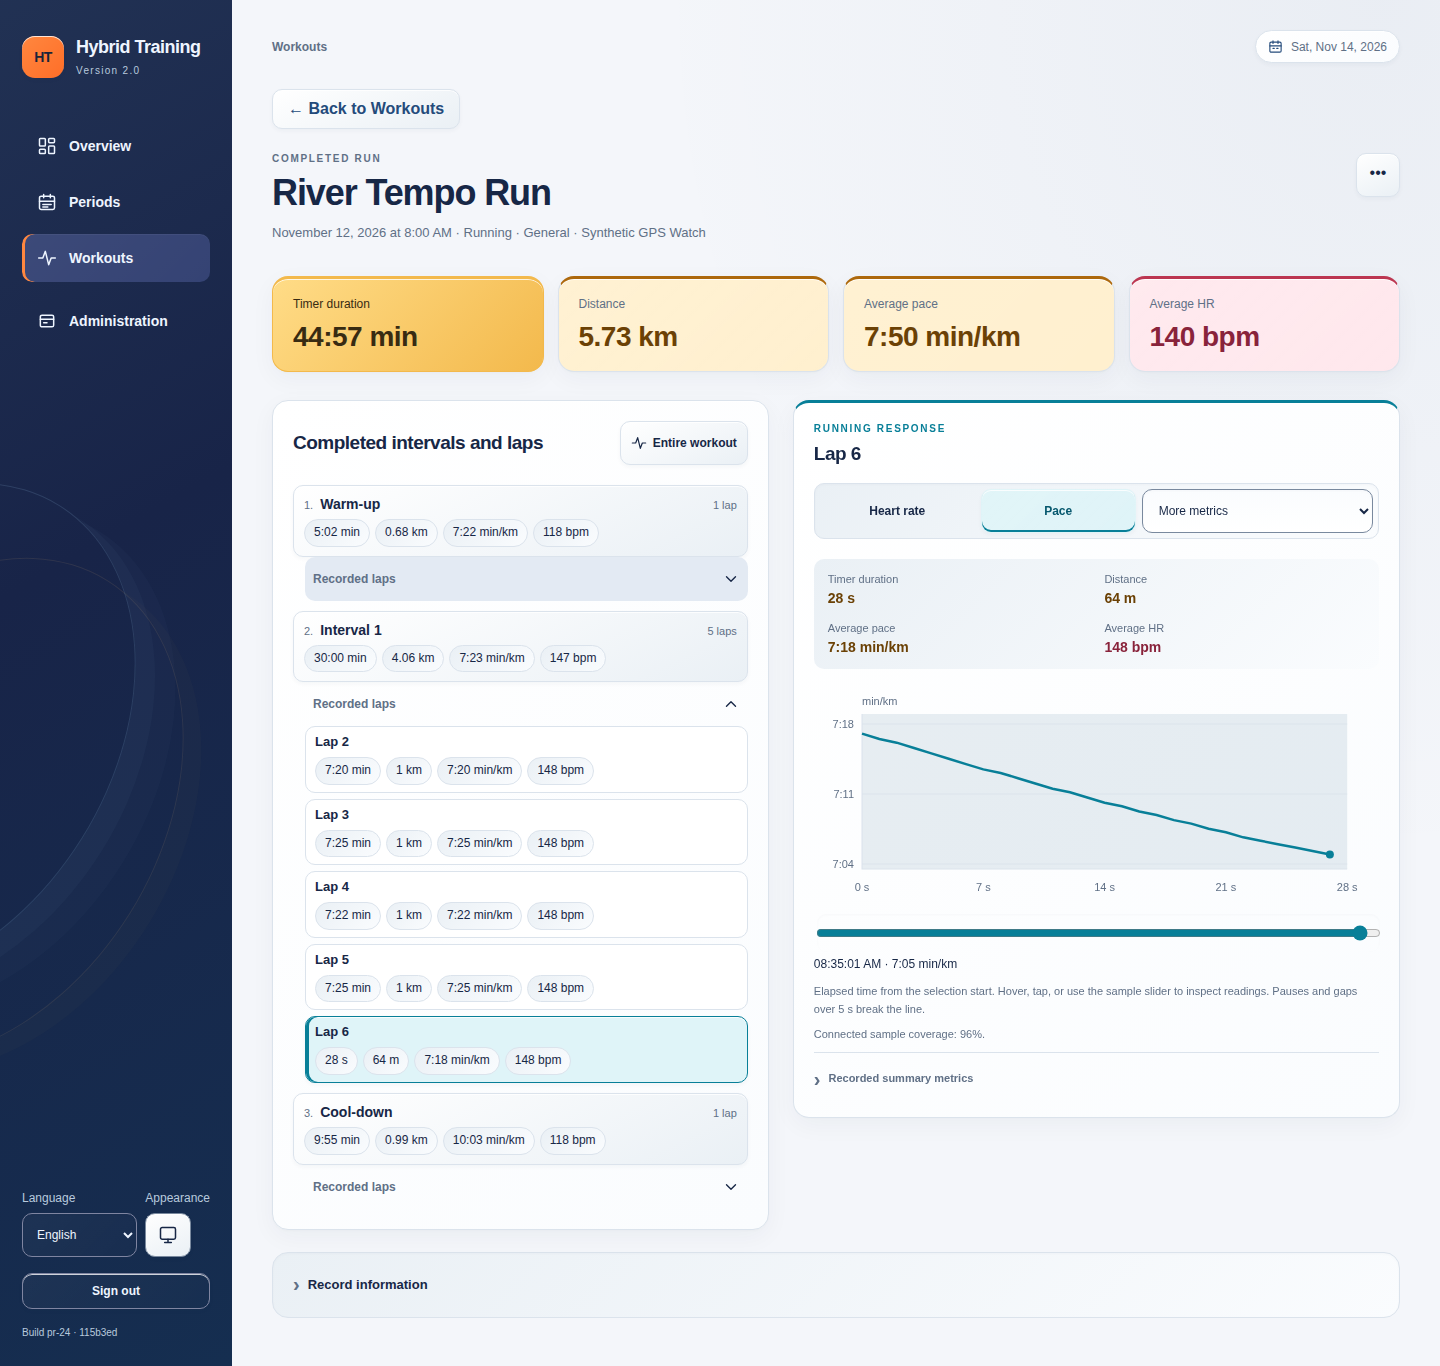 HT
Hybrid Training
Version 2.0
Overview
Periods
Workouts
Administration
Language
Appearance
English
Sign out
Build pr-24 · 115b3ed
Workouts
Sat, Nov 14, 2026
← Back to Workouts
COMPLETED RUN
River Tempo Run
•••
November 12, 2026 at 8:00 AM · Running · General · Synthetic GPS Watch
Timer duration
44:57 min
Distance
5.73 km
Average pace
7:50 min/km
Average HR
140 bpm
Completed intervals and laps
Entire workout
1. Warm-up 1 lap
5:02 min 0.68 km 7:22 min/km 118 bpm
Recorded laps
2. Interval 1 5 laps
30:00 min 4.06 km 7:23 min/km 147 bpm
Recorded laps
Lap 2
7:20 min 1 km 7:20 min/km 148 bpm
Lap 3
7:25 min 1 km 7:25 min/km 148 bpm
Lap 4
7:22 min 1 km 7:22 min/km 148 bpm
Lap 5
7:25 min 1 km 7:25 min/km 148 bpm
Lap 6
28 s 64 m 7:18 min/km 148 bpm
3. Cool-down 1 lap
9:55 min 0.99 km 10:03 min/km 118 bpm
Recorded laps
RUNNING RESPONSE
Lap 6
Heart rate Pace More metrics
Timer duration
28 s
Distance
64 m
Average pace
7:18 min/km
Average HR
148 bpm
min/km
7:18
7:11
7:04
0 s 7 s 14 s 21 s 28 s
08:35:01 AM · 7:05 min/km
Elapsed time from the selection start. Hover, tap, or use the sample slider to inspect readings. Pauses and gaps
over 5 s break the line.
Connected sample coverage: 96%.
› Recorded summary metrics
› Record information